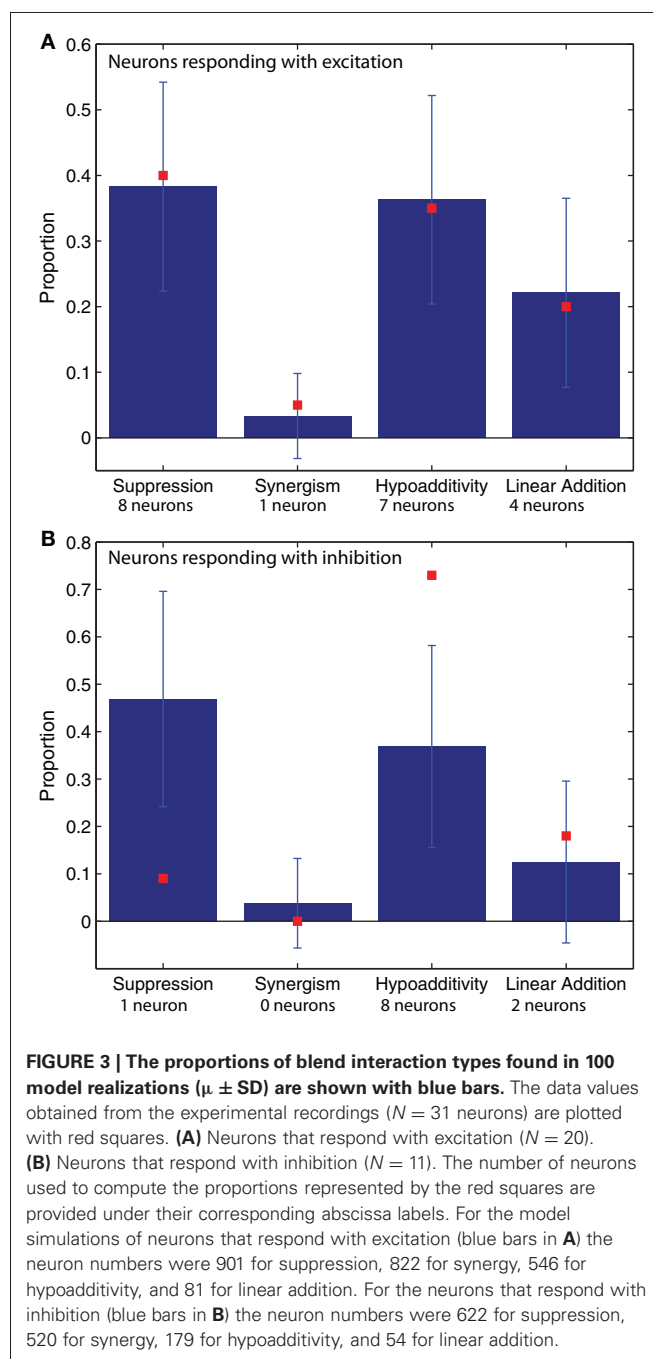 A
Neurons responding with excitation
0.6
0.5
0.4
0.3
0.2
0.1
0
Proportion
Suppression Synergism Hypoadditivity Linear Addition
8 neurons 1 neuron 7 neurons 4 neurons
B
Neurons responding with inhibition
0.8
0.7
0.6
0.5
0.4
0.3
0.2
0.1
0
Proportion
Suppression Synergism Hypoadditivity Linear Addition
1 neuron 0 neurons 8 neurons 2 neurons
FIGURE 3 | The proportions of blend interaction types found in 100
model realizations (μ ± SD) are shown with blue bars. The data values
obtained from the experimental recordings (N = 31 neurons) are plotted
with red squares. (A) Neurons that respond with excitation (N = 20).
(B) Neurons that respond with inhibition (N = 11). The number of neurons
used to compute the proportions represented by the red squares are
provided under their corresponding abscissa labels. For the model
simulations of neurons that respond with excitation (blue bars in A) the
neuron numbers were 901 for suppression, 822 for synergy, 546 for
hypoadditivity, and 81 for linear addition. For the neurons that respond with
inhibition (blue bars in B) the neuron numbers were 622 for suppression,
520 for synergy, 179 for hypoadditivity, and 54 for linear addition.